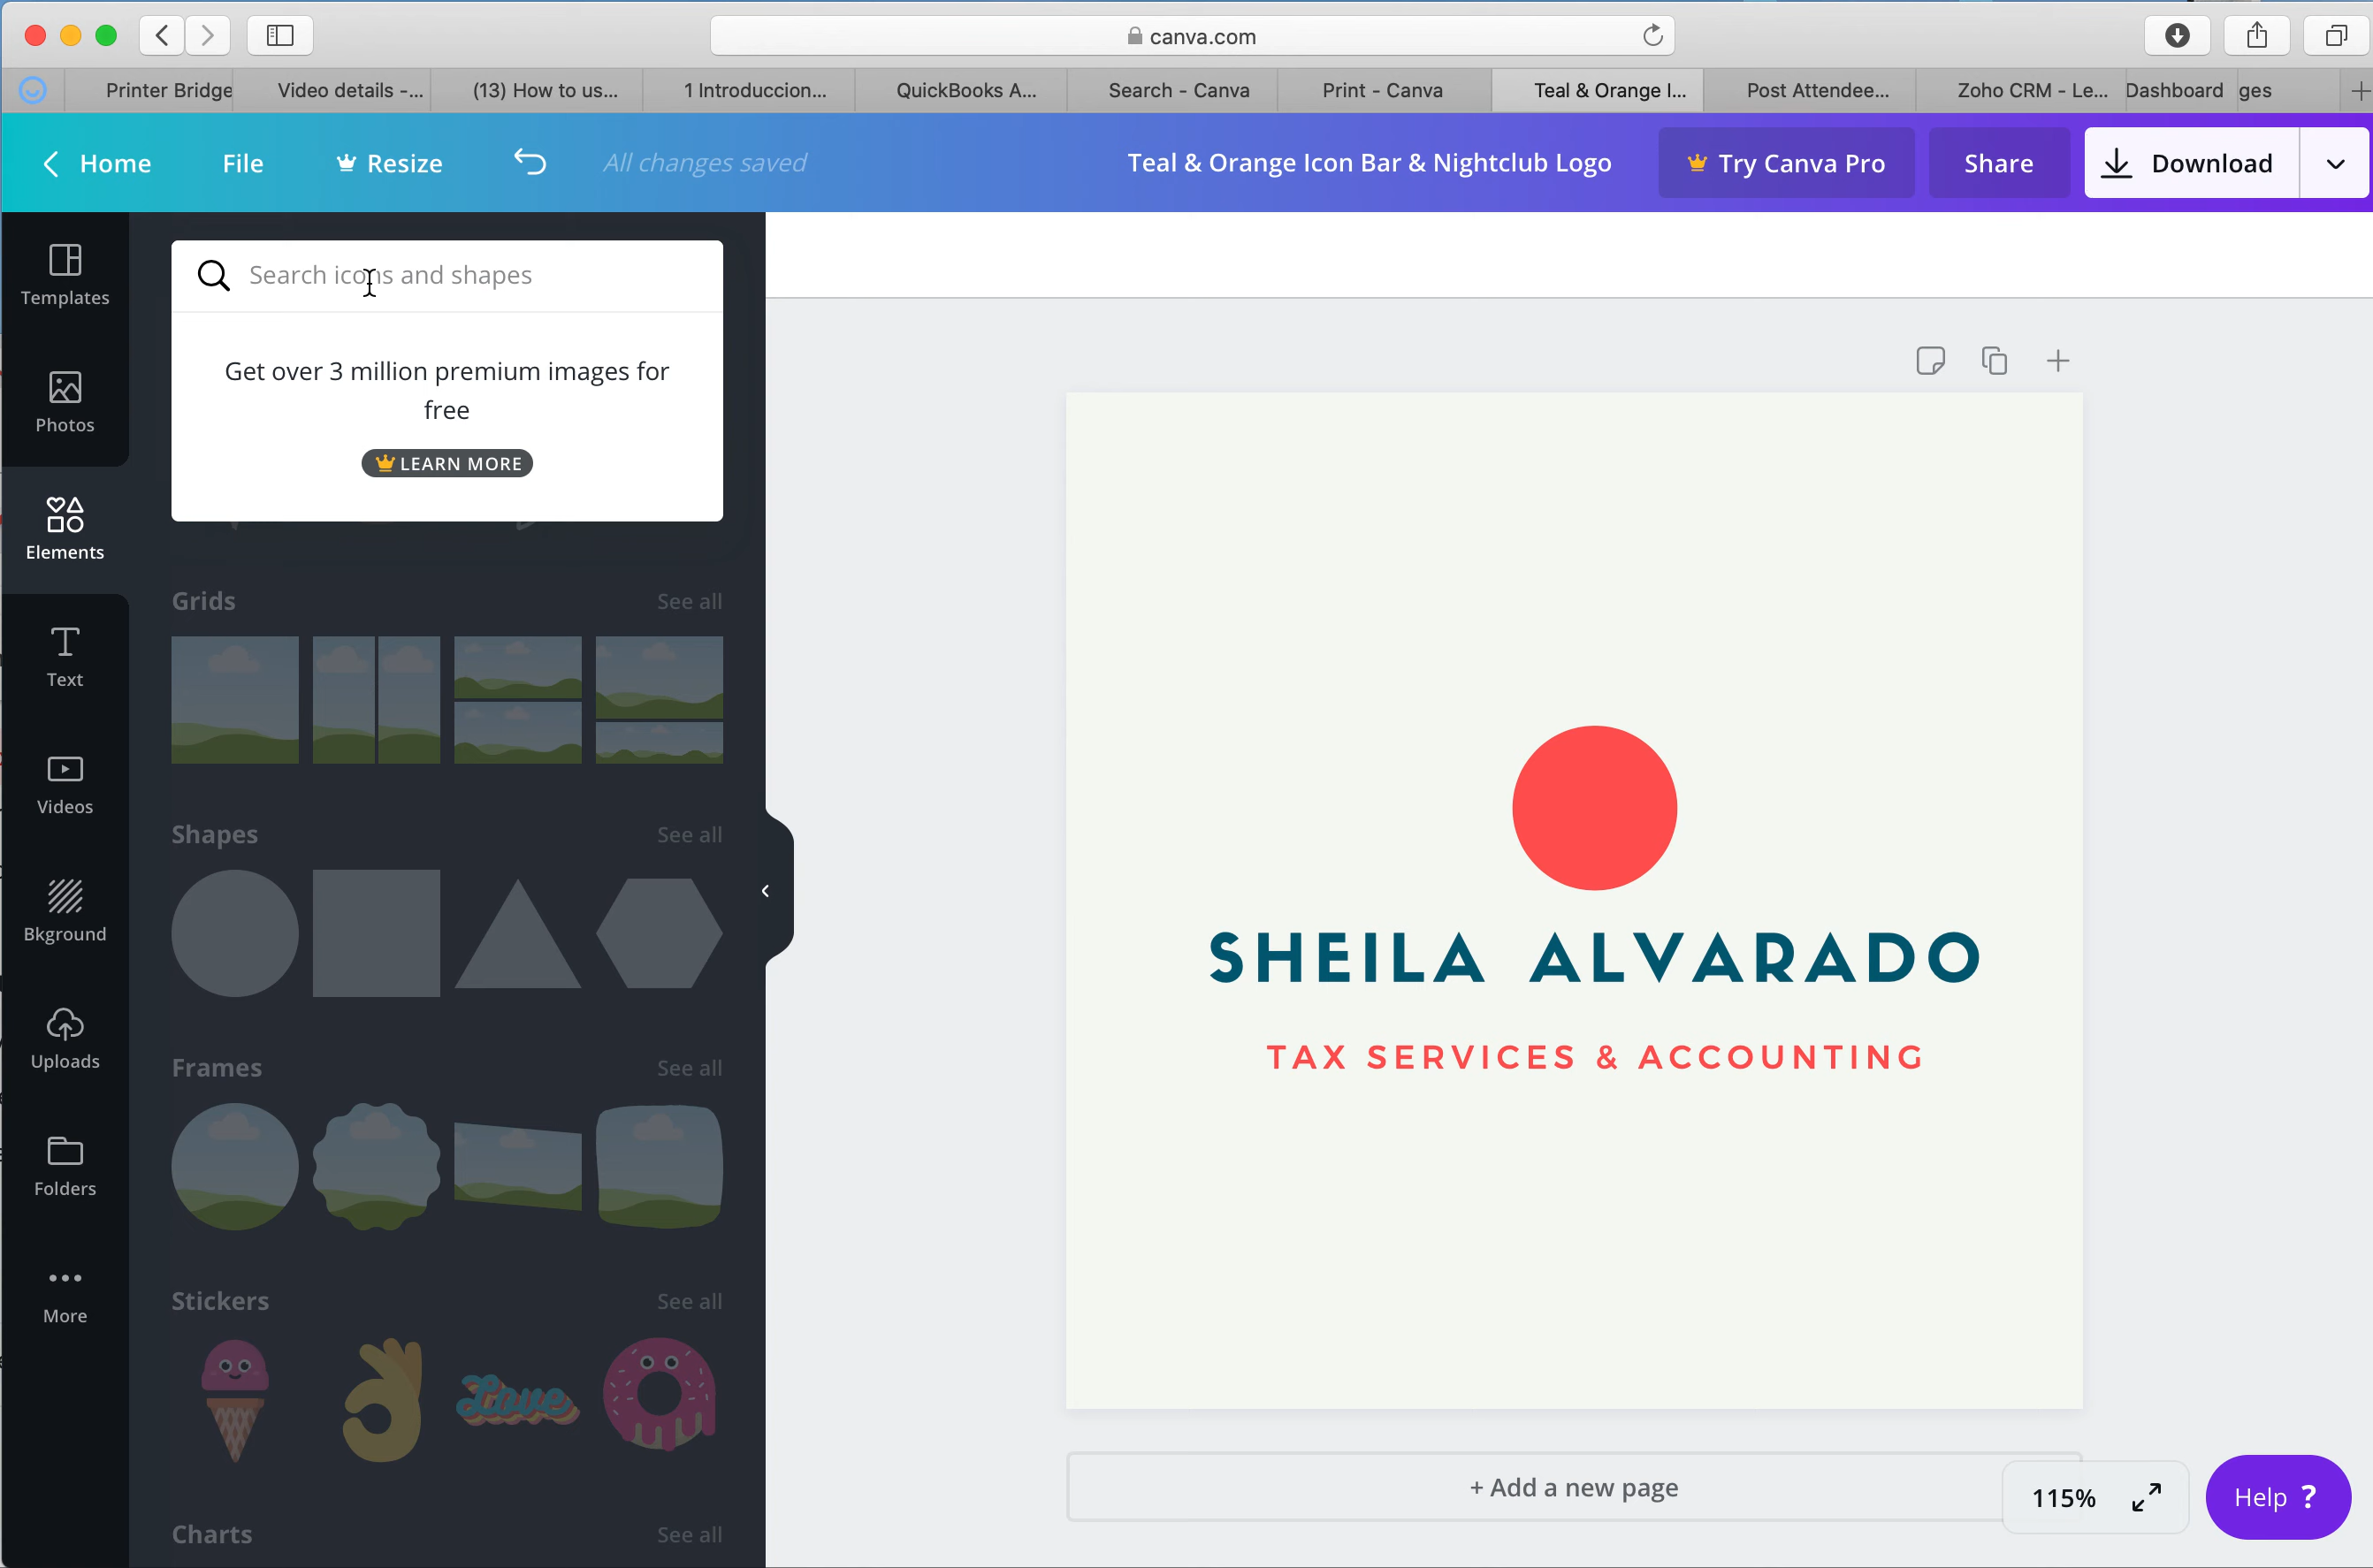 canva.com
Printer Bridge
Video details -...
(13) How to us...
1 Introduccion...
QuickBooks A...
Search - Canva
Print - Canva
Teal & Orange I...
Post Attendee...
Zoho CRM - Le...
Dashboard
ges
Home
File
Resize
All changes saved
Teal & Orange Icon Bar & Nightclub Logo
Try Canva Pro
Share
Download
Templates
Photos
Elements
Text
Videos
Bkground
Uploads
Folders
More
Search icons and shapes
Get over 3 million premium images for
free
LEARN MORE
Grids See all
Shapes See all
Frames See all
Stickers See all
Love
Charts See all
SHEILA ALVARADO
TAX SERVICES & ACCOUNTING
+ Add a new page
115%
Help ?